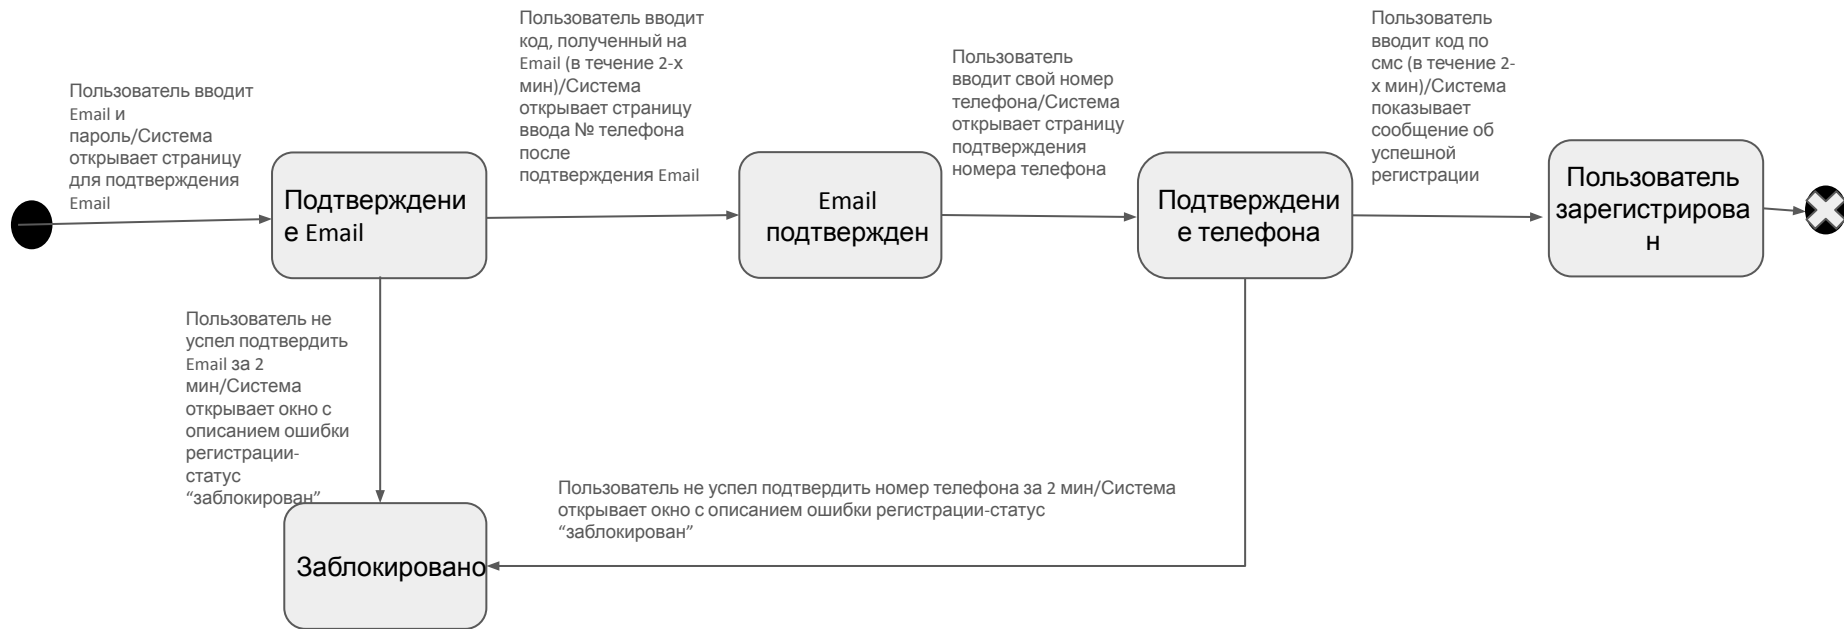 Пользователь вводит
Email и
пароль/Система
открывает страницу
для подтверждения
Email
Пользователь вводит
код, полученный на
Email (в течение 2-х
мин)/Система
открывает страницу
ввода № телефона
после
подтверждения Email
Пользователь
вводит свой номер
телефона/Система
открывает страницу
подтверждения
номера телефона
Пользователь
вводит код по
смс (в течение 2-
х мин)/Система
показывает
сообщение об
успешной
регистрации
Подтверждени
е Email
Email
подтвержден
Подтверждени
е телефона
Пользователь
зарегистрирова
н
Пользователь не
успел подтвердить
Email за 2
мин/Система
открывает окно с
описанием ошибки
регистрации-
статус
“заблокирован”
Пользователь не успел подтвердить номер телефона за 2 мин/Система
открывает окно с описанием ошибки регистрации-статус
“заблокирован”
Заблокировано